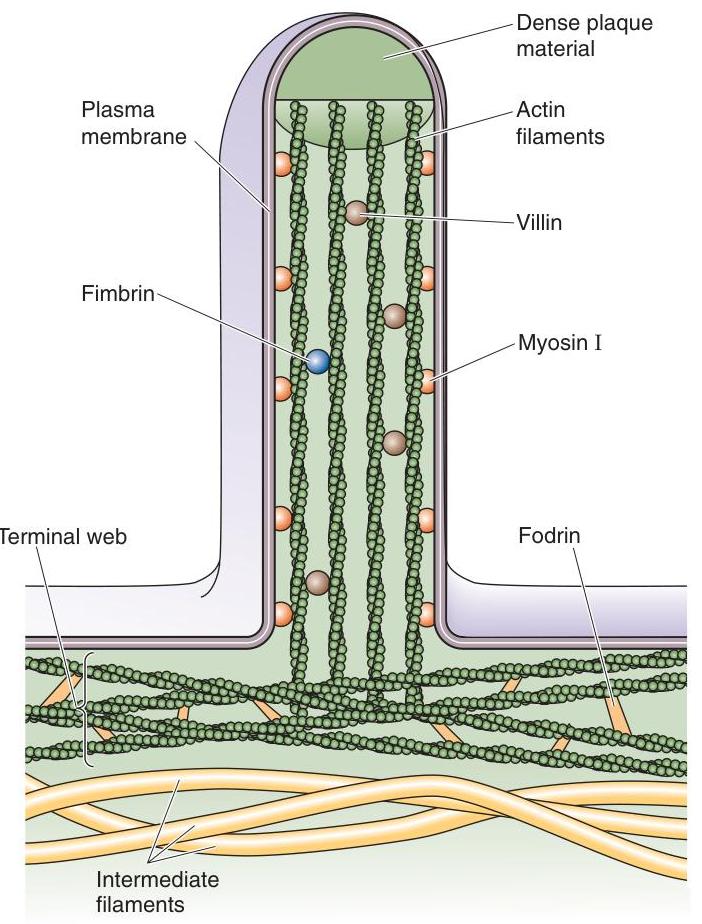 Dense plaque
material
Plasma
membrane
Actin
filaments
Villin
Fimbrin
Myosin I
Terminal web
Fodrin
Intermediate
filaments